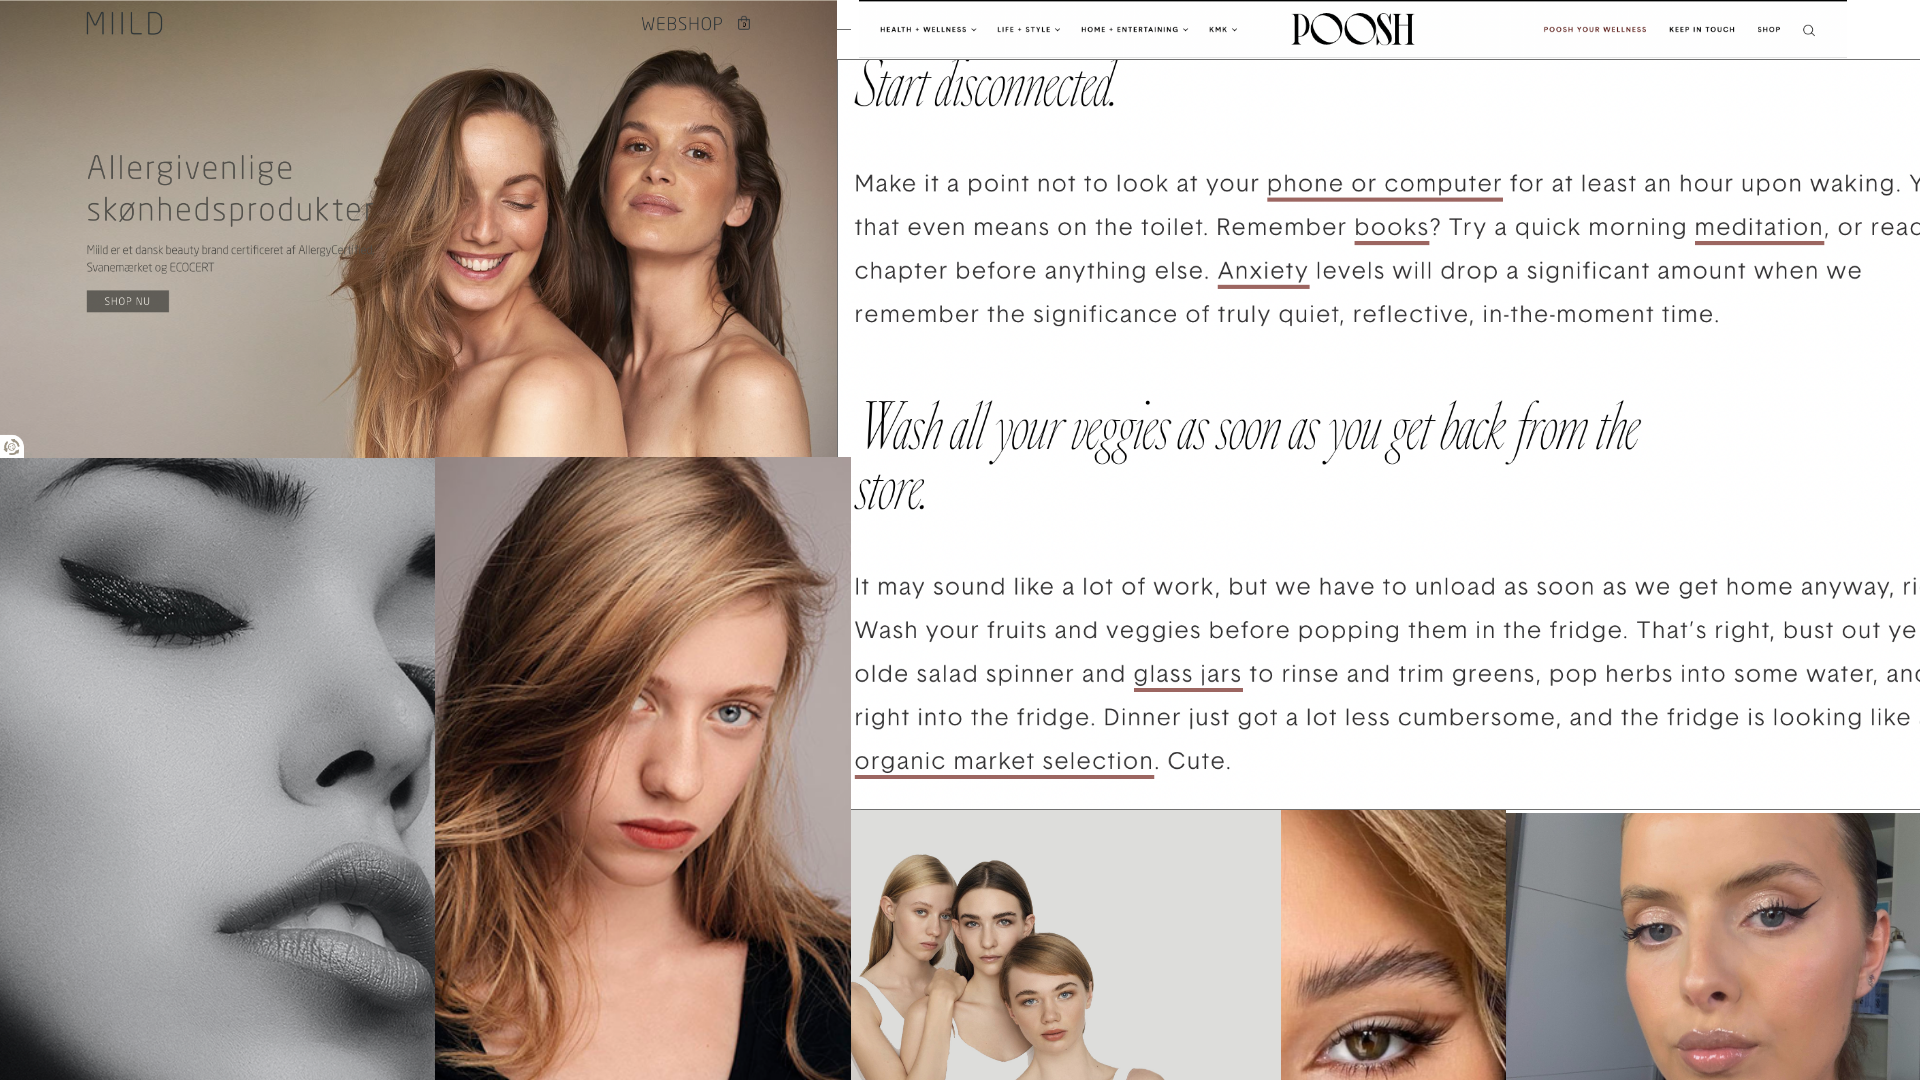 MIILD
WEBSHOP
Allergivenlige
skønhedsprodukter
Miild er et dansk beauty brand certificeret af AllergyCerti
Svanemærket og ECOCERT
SHOP NU
HEALTH + WELLNESS
LIFE + STYLE
HOME + ENTERTAINING
KMK
POOSH
POOSH YOUR WELLNESS
KEEP IN TOUCH
SHOP
Start disconnected.
Make it a point not to look at your phone or computer for at least an hour upon waking. Y
that even means on the toilet. Remember books? Try a quick morning meditation, or read
chapter before anything else. Anxiety levels will drop a significant amount when we
remember the significance of truly quiet, reflective, in-the-moment time.
Wash all your veggies as soon as you get back from the
store.
It may sound like a lot of work, but we have to unload as soon as we get home anyway, ri
Wash your fruits and veggies before popping them in the fridge. That's right, bust out ye
olde salad spinner and glass jars to rinse and trim greens, pop herbs into some water, and
right into the fridge. Dinner just got a lot less cumbersome, and the fridge is looking like
organic market selection. Cute.